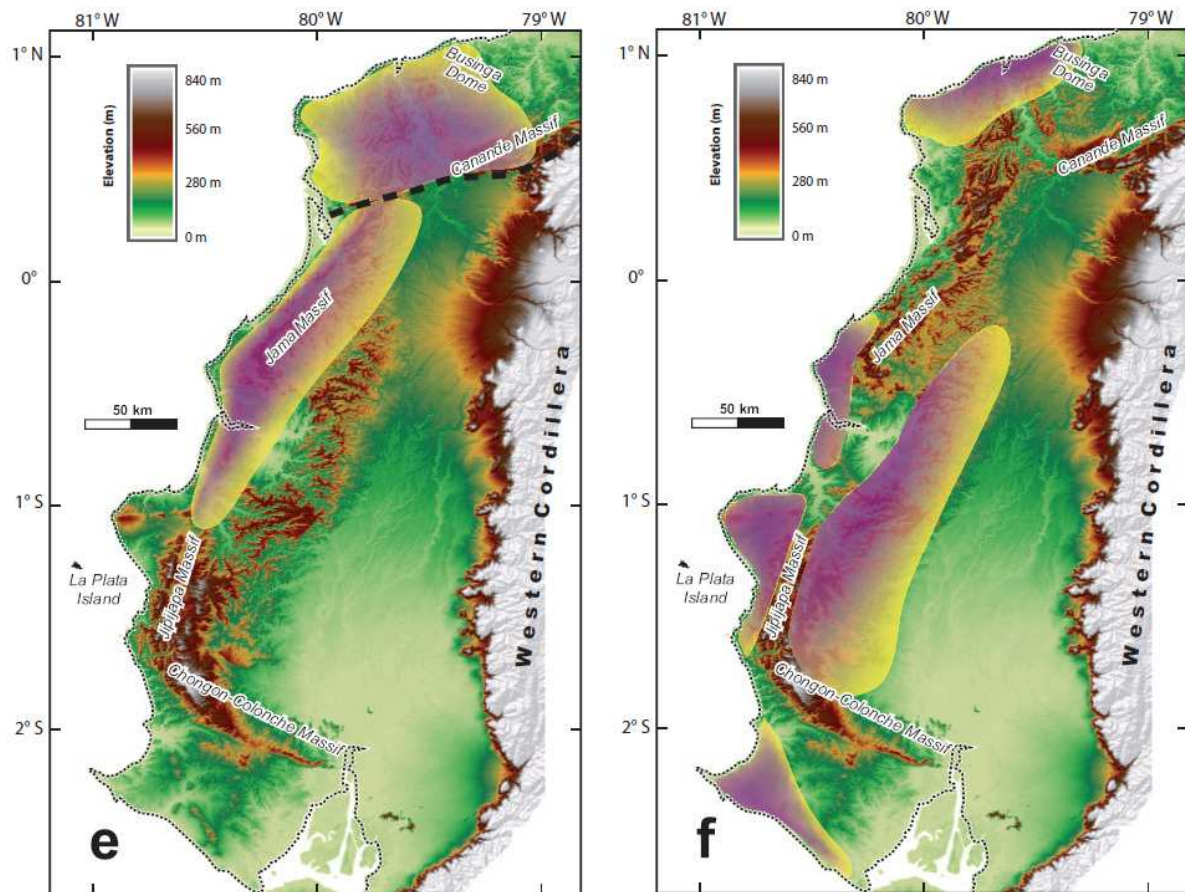 81°W
80°W
79°W
1° N
0°
1°S
2°S
Elevation (m)
840 m
560 m
280 m
0 m
Businga
Dome
Canande Massif
Jama Massif
50 km
La Plata
Island
Jipijapa Massif
Chongon-Colonche Massif
Western Cordillera
e
81°W
80°W
79°W
1°N
0°
1°S
2°S
Elevation (m)
840 m
560 m
280 m
0 m
Businga
Dome
Canande Massif
Jama Massif
50 km
La Plata
Island
Jipijapa Massif
Chongon-Colonche Massif
Western Cordillera
f